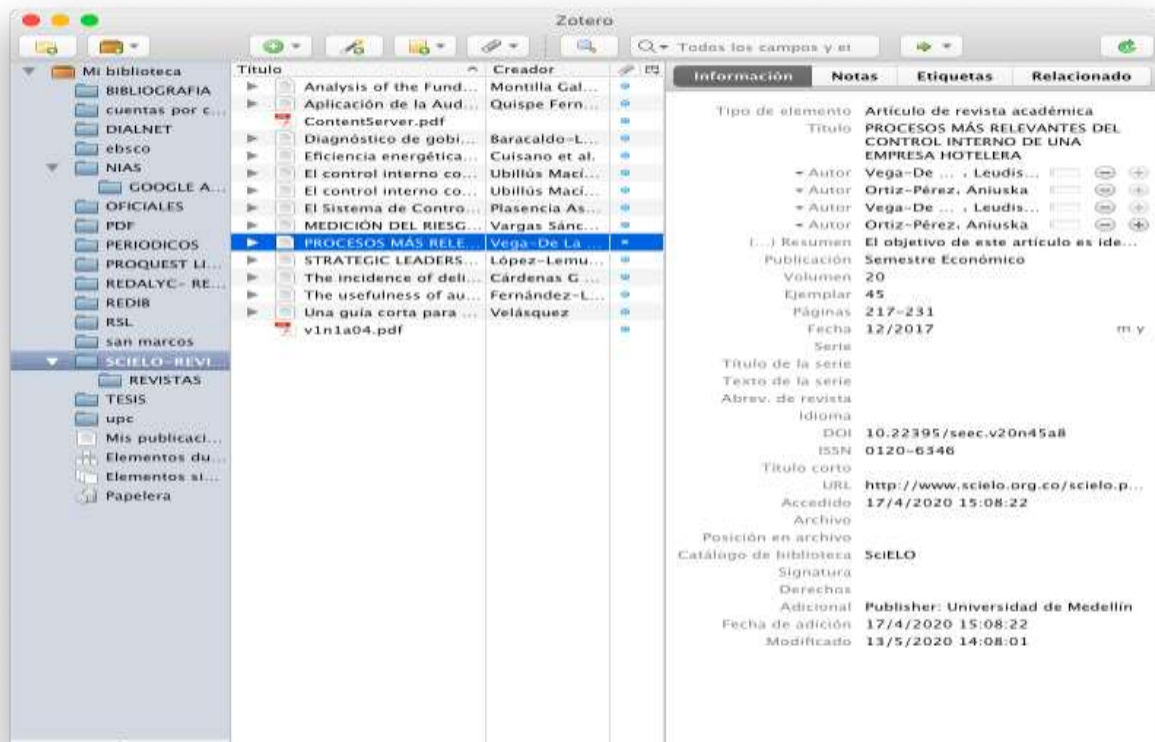 Zotero
Todos los campos y et
Mi biblioteca
BIBLIOGRAFIA
cuentas por c...
DIALNET
ebsco
NIAS
GOOGLE A...
OFICIALES
PDF
PERIODICOS
PROQUEST LI...
REDALYC- RE...
REDIB
RSL
san marcos
SCIELO-REVI...
REVISTAS
TESIS
upc
Mis publicaci...
Elementos du...
Elementos si...
Papelera
Título Creador
Analysis of the Fund... Montilla Gal...
Aplicación de la Aud... Quispe Fern...
ContentServer.pdf
Diagnóstico de gobi... Baracaldo-L...
Eficiencia energética... Cuisano et al.
El control interno co... Ubillús Mací...
El control interno co... Ubillús Mací...
El Sistema de Contro... Plasencia As...
MEDICIÓN DEL RIESG... Vargas Sánc...
PROCESOS MÁS RELE... Vega-De La ...
STRATEGIC LEADERS... López-Lemu...
The incidence of deli... Cárdenas G ...
The usefulness of au... Fernández-L...
Una guía corta para ... Velásquez
v1n1a04.pdf
Información Notas Etiquetas Relacionado
Tipo de elemento Artículo de revista académica
Título PROCESOS MÁS RELEVANTES DEL
CONTROL INTERNO DE UNA
EMPRESA HOTELERA
Autor Vega-De ... , Leudis...
Autor Ortiz-Pérez, Aniuska
Autor Vega-De ... , Leudis...
Autor Ortiz-Pérez, Aniuska
(...) Resumen El objetivo de este artículo es ide...
Publicación Semestre Económico
Volumen 20
Ejemplar 45
Páginas 217-231
Fecha 12/2017 m y
Serie
Título de la serie
Texto de la serie
Abrev. de revista
Idioma
DOI 10.22395/seec.v20n45a8
ISSN 0120-6346
Título corto
URL http://www.scielo.org.co/scielo.p...
Accedido 17/4/2020 15:08:22
Archivo
Posición en archivo
Catálogo de biblioteca SciELO
Signatura
Derechos
Adicional Publisher: Universidad de Medellín
Fecha de adición 17/4/2020 15:08:22
Modificado 13/5/2020 14:08:01